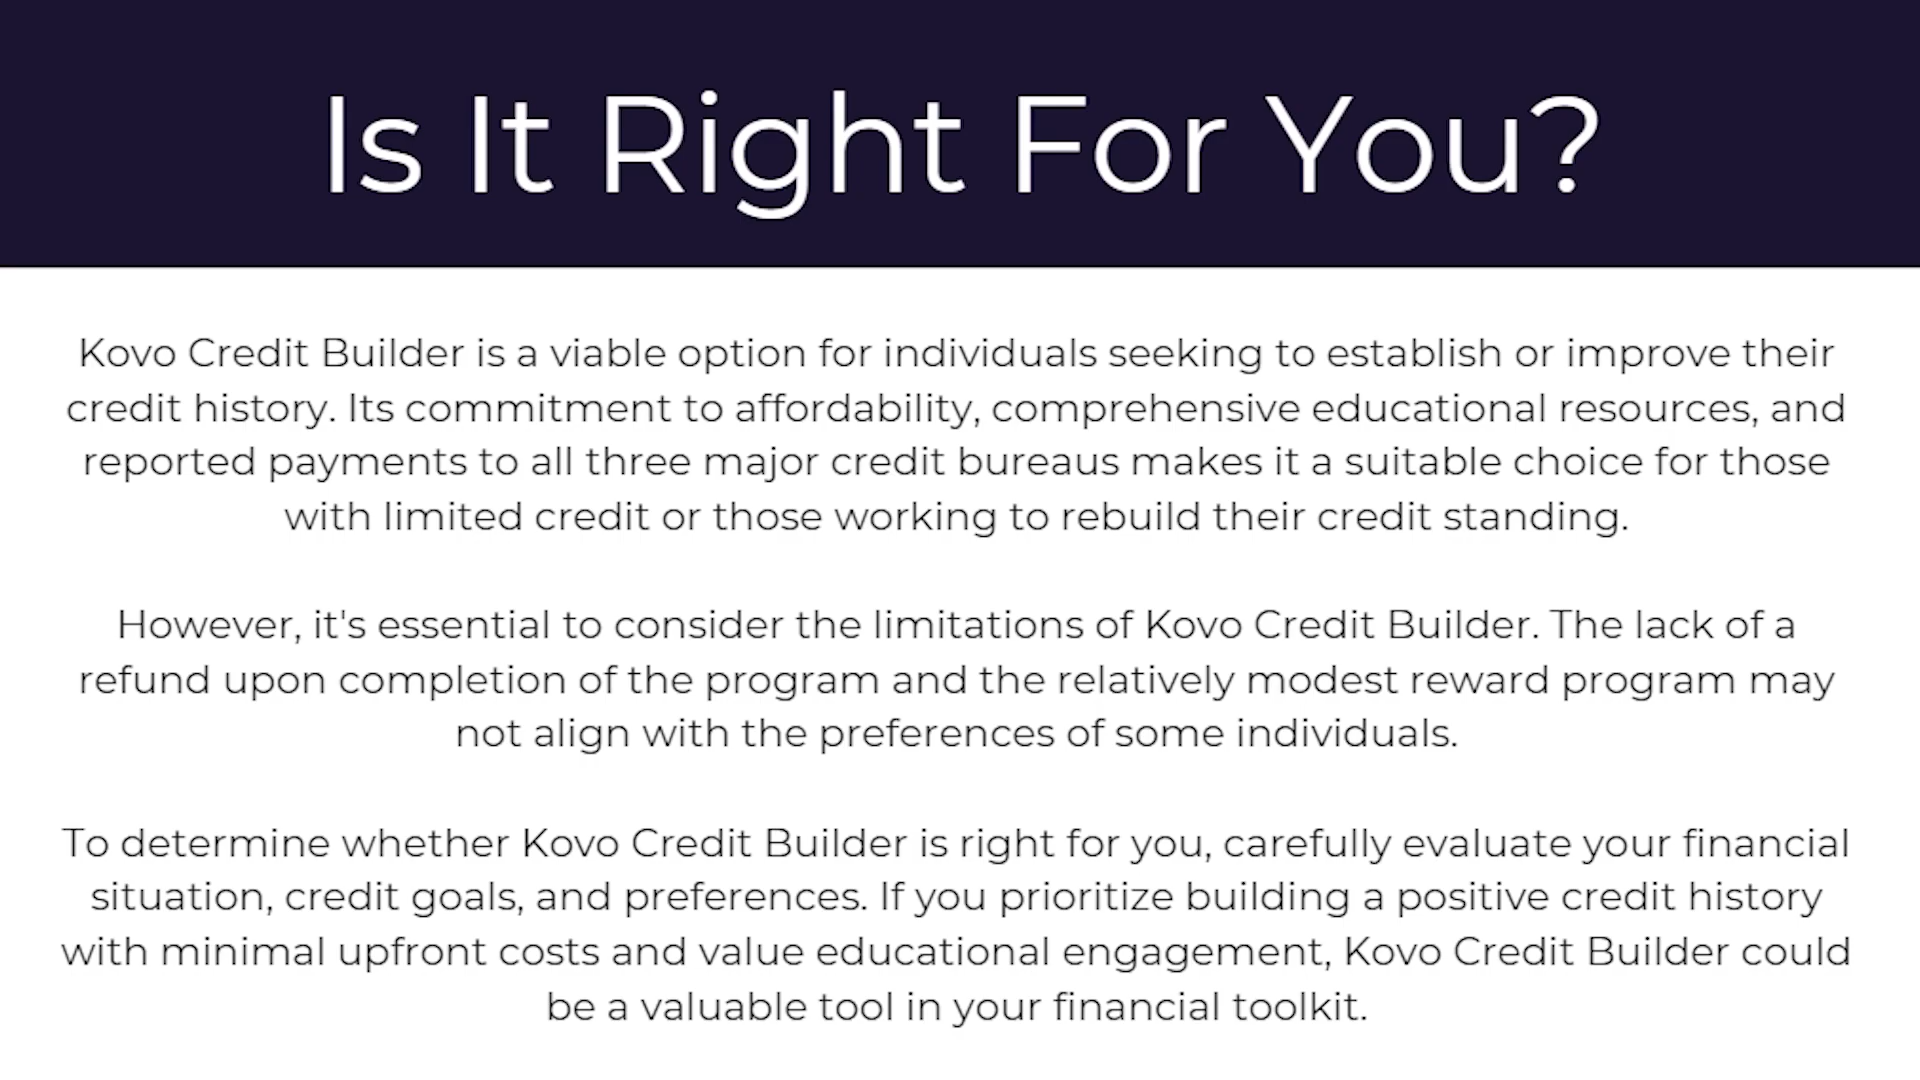 Is It Right For You?
Kovo Credit Builder is a viable option for individuals seeking to establish or improve their
credit history. Its commitment to affordability, comprehensive educational resources, and
reported payments to all three major credit bureaus makes it a suitable choice for those
with limited credit or those working to rebuild their credit standing.
However, it's essential to consider the limitations of Kovo Credit Builder. The lack of a
refund upon completion of the program and the relatively modest reward program may
not align with the preferences of some individuals.
To determine whether Kovo Credit Builder is right for you, carefully evaluate your financial
situation, credit goals, and preferences. If you prioritize building a positive credit history
with minimal upfront costs and value educational engagement, Kovo Credit Builder could
be a valuable tool in your financial toolkit.